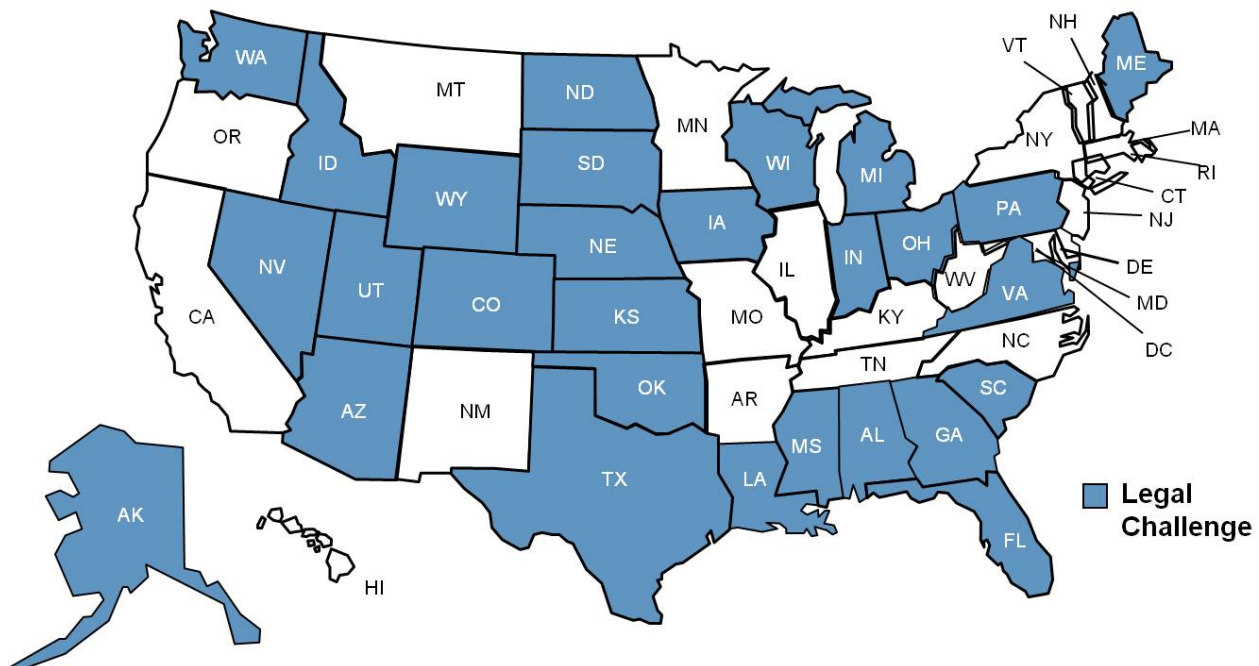 NH
VT
WA
ME
MT
ND
MN
OR
NY
MA
ID
SD
WI
MI
RI
WY
CT
PA
NJ
IA
NE
OH
NV
IL
IN
DE
UT
WV
CO
VA
MD
CA
KS
MO
KY
DC
NC
TN
OK
SC
AZ
NM
AR
MS
AL
GA
TX
LA
Legal
Challenge
AK
FL
HI